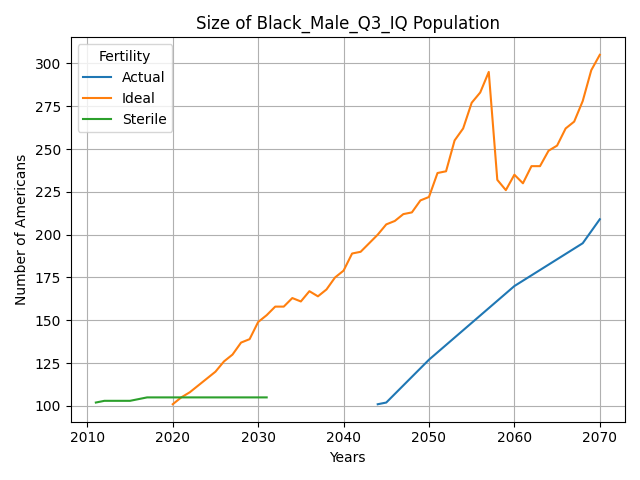 Size of Black_Male_Q3_IQ Population
Fertility
Actual
Ideal
Sterile
Number of Americans
300
275
250
225
200
175
150
125
100
2010 2020 2030 2040 2050 2060 2070
Years